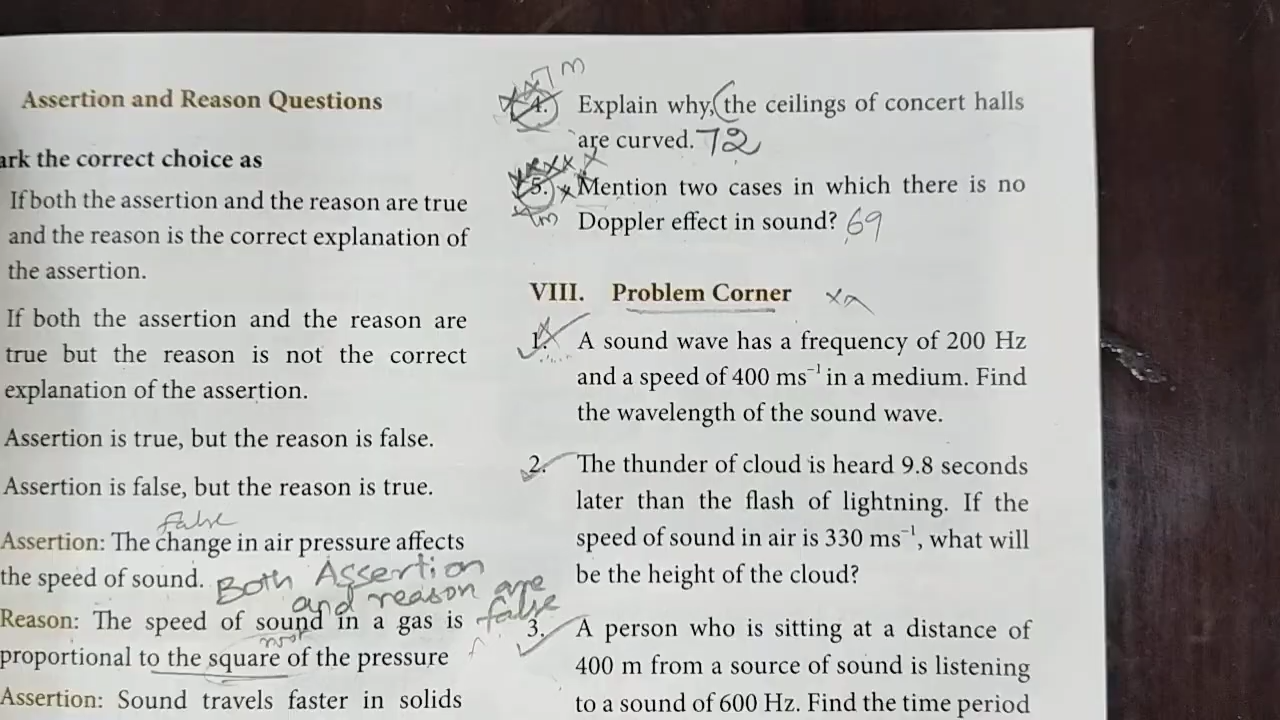 Assertion and Reason Questions
ark the correct choice as
If both the assertion and the reason are true
and the reason is the correct explanation of
the assertion.
If both the assertion and the reason are
true but the reason is not the correct
explanation of the assertion.
Assertion is true, but the reason is false.
Assertion is false, but the reason is true.
false
Assertion: The change in air pressure affects
the speed of sound. Both Assertion
and reason are
Reason: The speed of sound in a gas is false
not
proportional to the square of the pressure
Assertion: Sound travels faster in solids
7 m
4. Explain why, the ceilings of concert halls
are curved. 72
5. Mention two cases in which there is no
Doppler effect in sound? 69
VIII. Problem Corner
1. A sound wave has a frequency of 200 Hz
and a speed of 400 ms⁻¹ in a medium. Find
the wavelength of the sound wave.
2. The thunder of cloud is heard 9.8 seconds
later than the flash of lightning. If the
speed of sound in air is 330 ms⁻¹, what will
be the height of the cloud?
3. A person who is sitting at a distance of
400 m from a source of sound is listening
to a sound of 600 Hz. Find the time period